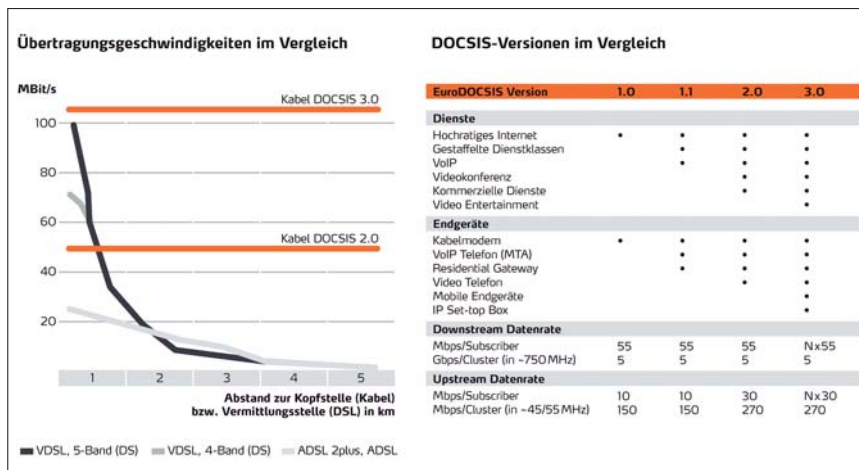 Übertragungsgeschwindigkeiten im Vergleich
MBit/s
Kabel DOCSIS 3.0
100
80
60
Kabel DOCSIS 2.0
40
20
1 2 3 4 5
Abstand zur Kopfstelle (Kabel)
bzw. Vermittlungsstelle (DSL) in km
VDSL, 5-Band (DS) VDSL, 4-Band (DS) ADSL 2plus, ADSL
DOCSIS-Versionen im Vergleich
EuroDOCSIS Version 1.0 1.1 2.0 3.0
Dienste
Hochratiges Internet • • • •
Gestaffelte Dienstklassen • • •
VoIP • • •
Videokonferenz • •
Kommerzielle Dienste • •
Video Entertainment •
Endgeräte
Kabelmodem • • • •
VoIP Telefon (MTA) • • •
Residential Gateway • • •
Video Telefon • •
Mobile Endgeräte •
IP Set-top Box •
Downstream Datenrate
Mbps/Subscriber 55 55 55 Nx55
Gbps/Cluster (in ~750 MHz) 5 5 5 5
Upstream Datenrate
Mbps/Subscriber 10 10 30 Nx30
Mbps/Cluster (in ~45/55 MHz) 150 150 270 270